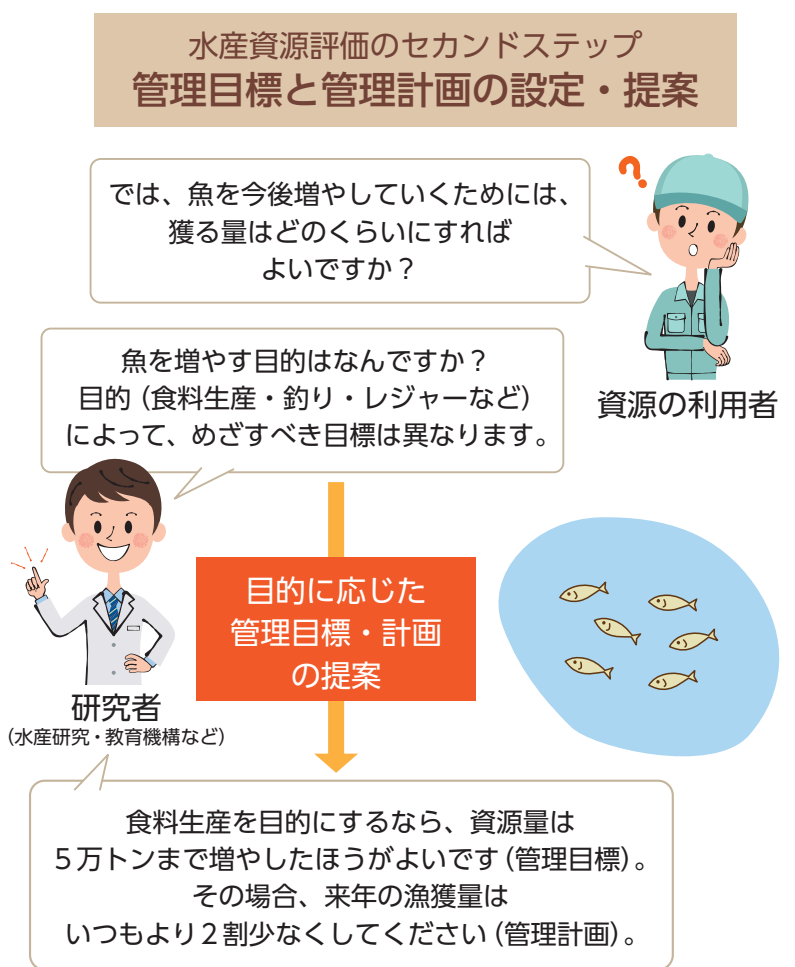 水産資源評価のセカンドステップ
管理目標と管理計画の設定・提案
では、魚を今後増やしていくためには、
獲る量はどのくらいにすれば
よいですか？
?
資源の利用者
魚を増やす目的はなんですか？
目的（食料生産・釣り・レジャーなど）
によって、めざすべき目標は異なります。
研究者
（水産研究・教育機構など）
目的に応じた
管理目標・計画
の提案
食料生産を目的にするなら、資源量は
５万トンまで増やしたほうがよいです（管理目標）。
その場合、来年の漁獲量は
いつもより２割少なくしてください（管理計画）。